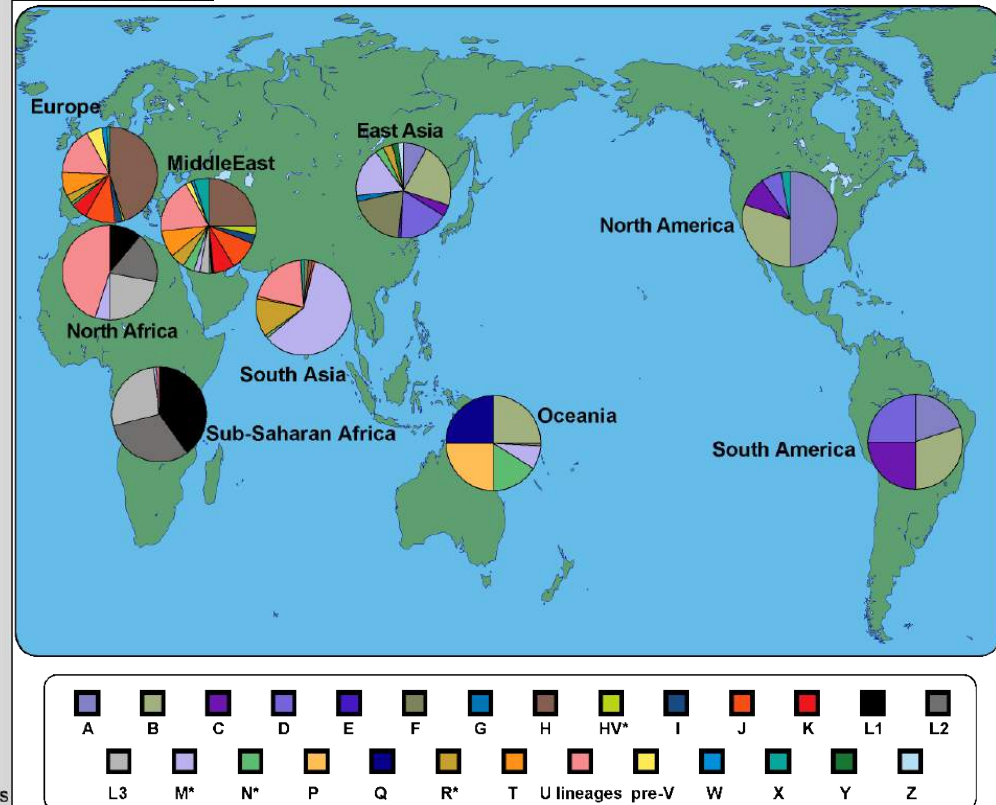 Europe
East Asia
MiddleEast
North America
North Africa
South Asia
Oceania
Sub-Saharan Africa
South America
A B C D E F G H HV* I J K L1 L2
L3 M* N* P Q R* T U lineages pre-V W X Y Z
s